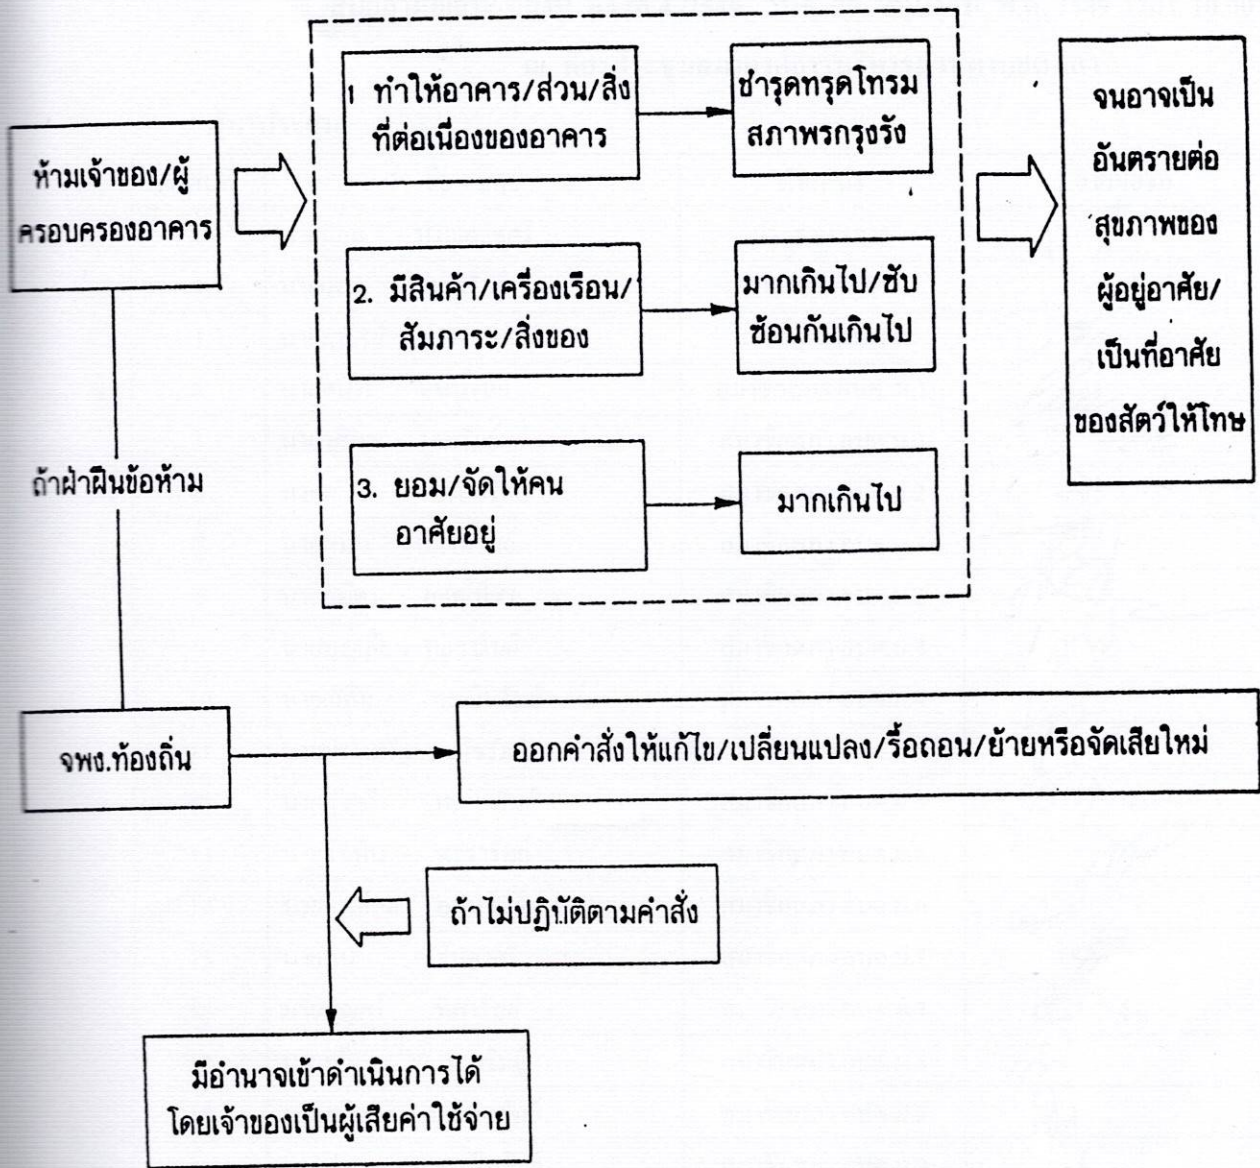 ห้ามเจ้าของ/ผู้
ครอบครองอาคาร
1 ทำให้อาคาร/ส่วน/สิ่ง
ที่ต่อเนื่องของอาคาร
ชำรุดทรุดโทรม
สภาพรกรุงรัง
2. มีสินค้า/เครื่องเรือน/
สัมภาระ/สิ่งของ
มากเกินไป/ซับ
ซ้อนกันเกินไป
3. ยอม/จัดให้คน
อาศัยอยู่
มากเกินไป
จนอาจเป็น
อันตรายต่อ
สุขภาพของ
ผู้อยู่อาศัย/
เป็นที่อาศัย
ของสัตว์ให้โทษ
ถ้าฝ่าฝืนข้อห้าม
จพง.ท้องถิ่น
ออกคำสั่งให้แก้ไข/เปลี่ยนแปลง/รื้อถอน/ย้ายหรือจัดเสียใหม่
ถ้าไม่ปฏิบัติตามคำสั่ง
มีอำนาจเข้าดำเนินการได้
โดยเจ้าของเป็นผู้เสียค่าใช้จ่าย